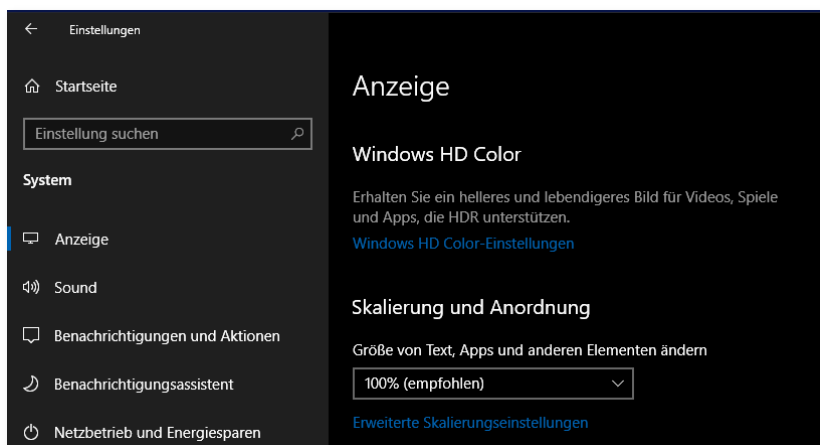 Einstellungen
Startseite
Einstellung suchen
System
Anzeige
Sound
Benachrichtigungen und Aktionen
Benachrichtigungsassistent
Netzbetrieb und Energiesparen
Anzeige
Windows HD Color
Erhalten Sie ein helleres und lebendigeres Bild für Videos, Spiele
und Apps, die HDR unterstützen.
Windows HD Color-Einstellungen
Skalierung und Anordnung
Größe von Text, Apps und anderen Elementen ändern
100% (empfohlen)
Erweiterte Skalierungseinstellungen